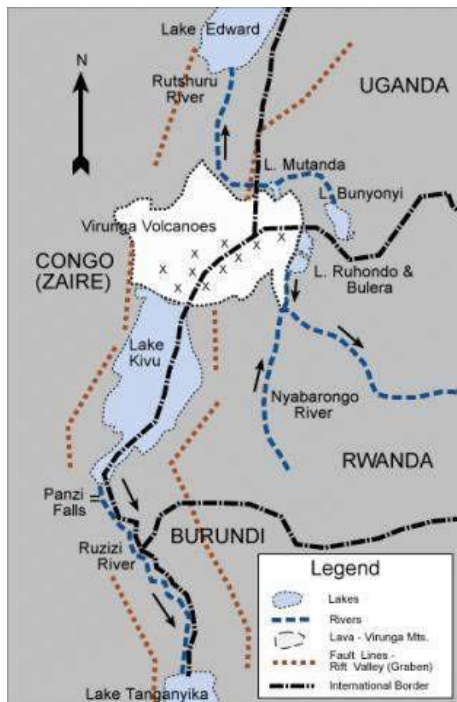 Lake Edward
N
Rutshuru
River
UGANDA
L. Mutanda
L. Bunyonyi
Virunga Volcanoes
X
X X X X
X X
X X X
CONGO
(ZAIRE)
L. Ruhondo &
Bulera
Lake
Kivu
Nyabarongo
River
RWANDA
Panzi
Falls
BURUNDI
Ruzizi
River
Legend
Lakes
Rivers
Lava - Virunga Mts.
Fault Lines -
Rift Valley (Graben)
International Border
Lake Tanganyika